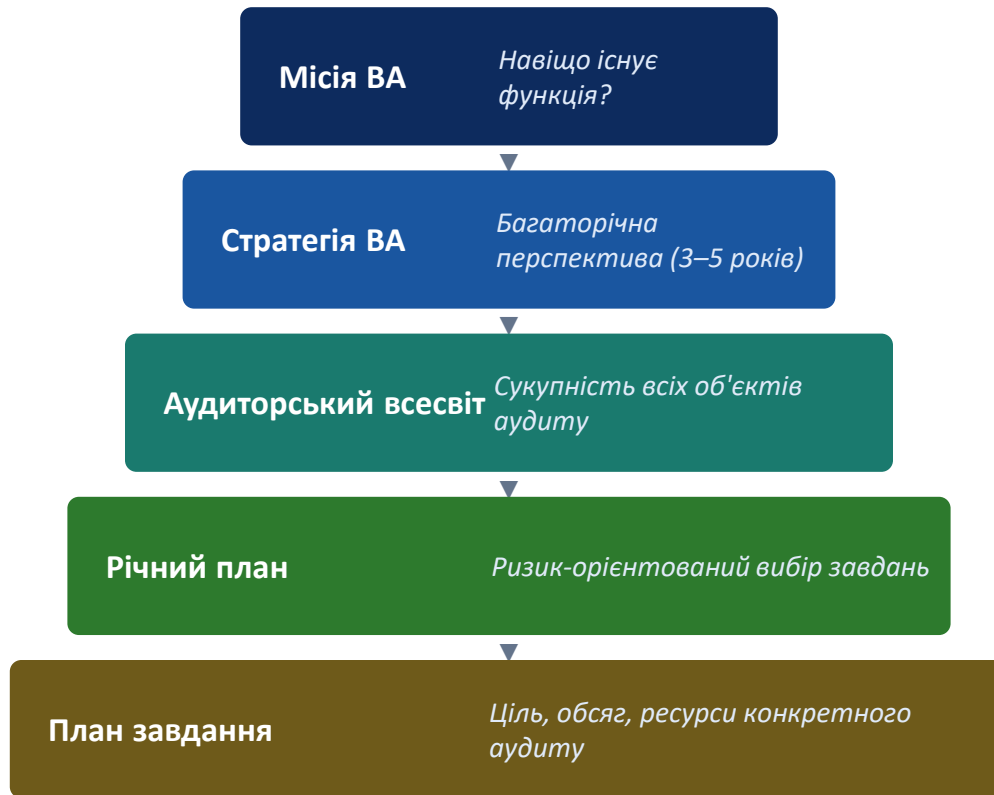 Місія ВА
Навіщо існує
функція?
Стратегія ВА
Багаторічна
перспектива (3–5 років)
Аудиторський всесвіт
Сукупність всіх об'єктів
аудиту
Річний план
Ризик-орієнтований вибір завдань
План завдання
Ціль, обсяг, ресурси конкретного
аудиту